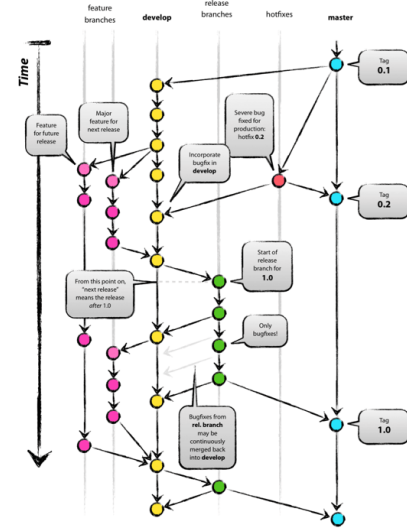 feature
branches
develop
release
branches
hotfixes
master
Time
Tag
0.1
Major
feature for
next release
Feature
for future
release
Severe bug
fixed for
production:
hotfix 0.2
Incorporate
bugfix in
develop
Tag
0.2
Start of
release
branch for
1.0
From this point on,
“next release”
means the release
after 1.0
Only
bugfixes!
Bugfixes from
rel. branch
may be
continuously
merged back
into develop
Tag
1.0